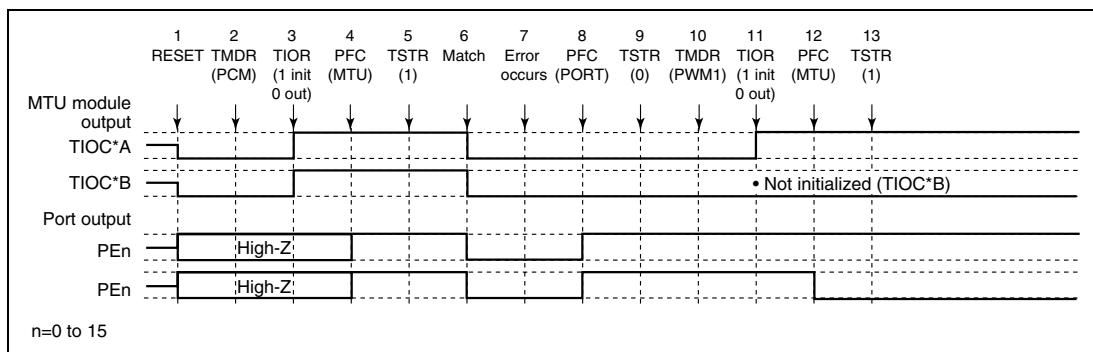 1 2 3 4 5 6 7 8 9 10 11 12 13
RESET TMDR TIOR PFC TSTR Match Error PFC TSTR TMDR TIOR PFC TSTR
(PCM) (1 init (MTU) (1) occurs (PORT) (0) (PWM1) (1 init (MTU) (1)
0 out) 0 out)
MTU module
output
TIOC*A
TIOC*B
• Not initialized (TIOC*B)
Port output
PEn
High-Z
PEn
High-Z
n=0 to 15